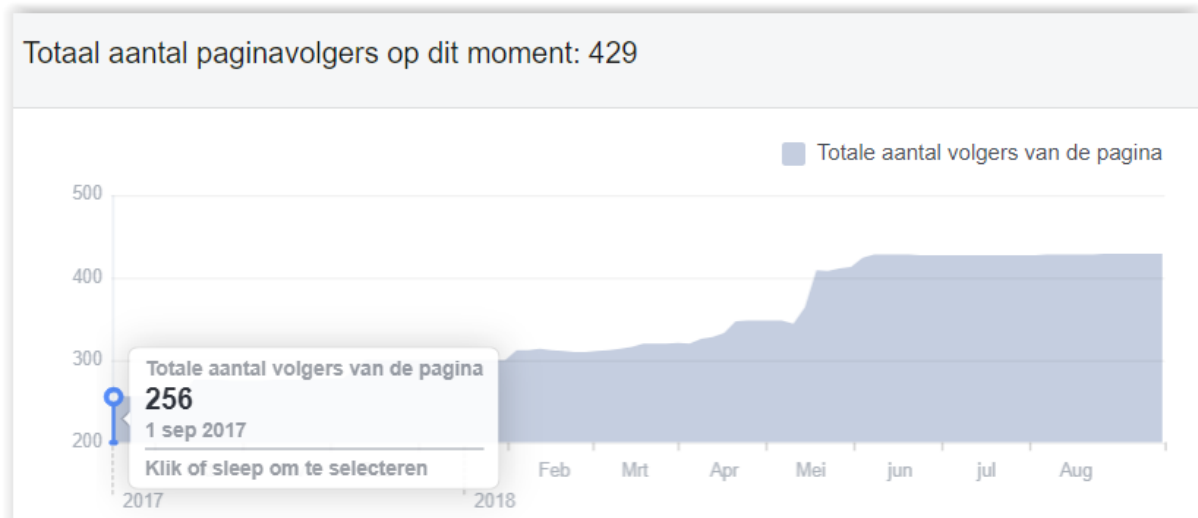 Totaal aantal paginavolgers op dit moment: 429
Totale aantal volgers van de pagina
500
400
300
200
Totale aantal volgers van de pagina
256
1 sep 2017
Klik of sleep om te selecteren
Feb Mrt Apr Mei jun jul Aug
2017 2018